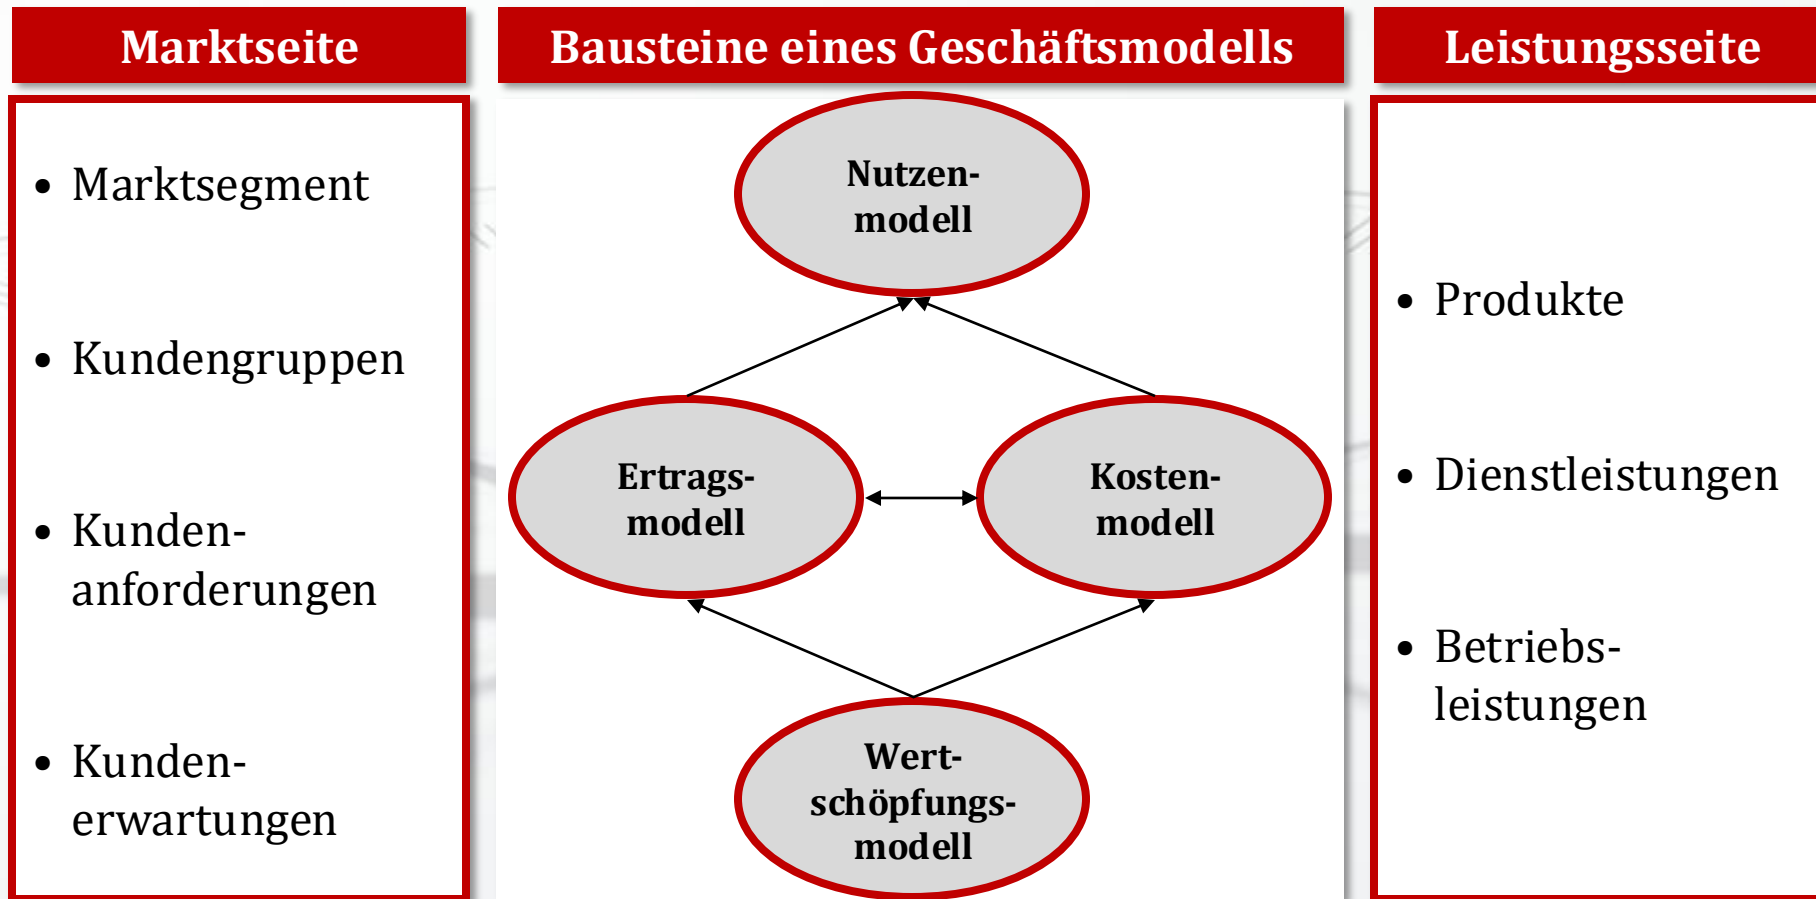 Marktseite
• Marktsegment
• Kundengruppen
• Kunden-
anforderungen
• Kunden-
erwartungen
Bausteine eines Geschäftsmodells
Nutzen-
modell
Ertrags-
modell
Kosten-
modell
Wert-
schöpfungs-
modell
Leistungsseite
• Produkte
• Dienstleistungen
• Betriebs-
leistungen